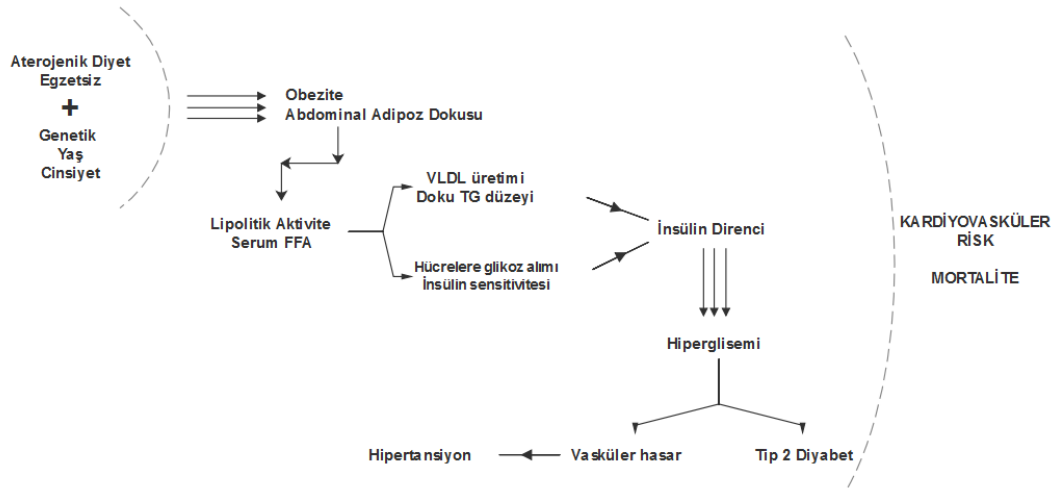 Aterojenik Diyet
Egzetsiz
+
Genetik
Yaş
Cinsiyet
Obezite
Abdominal Adipoz Dokusu
Lipolitik Aktivite
Serum FFA
VLDL üretimi
Doku TG düzeyi
Hücrelere glikoz alımı
İnsülin sensitivitesi
İnsülin Direnci
Hiperglisemi
Hipertansiyon
Vasküler hasar
Tip 2 Diyabet
KARDİYOVASKÜLER
RİSK
MORTALİTE